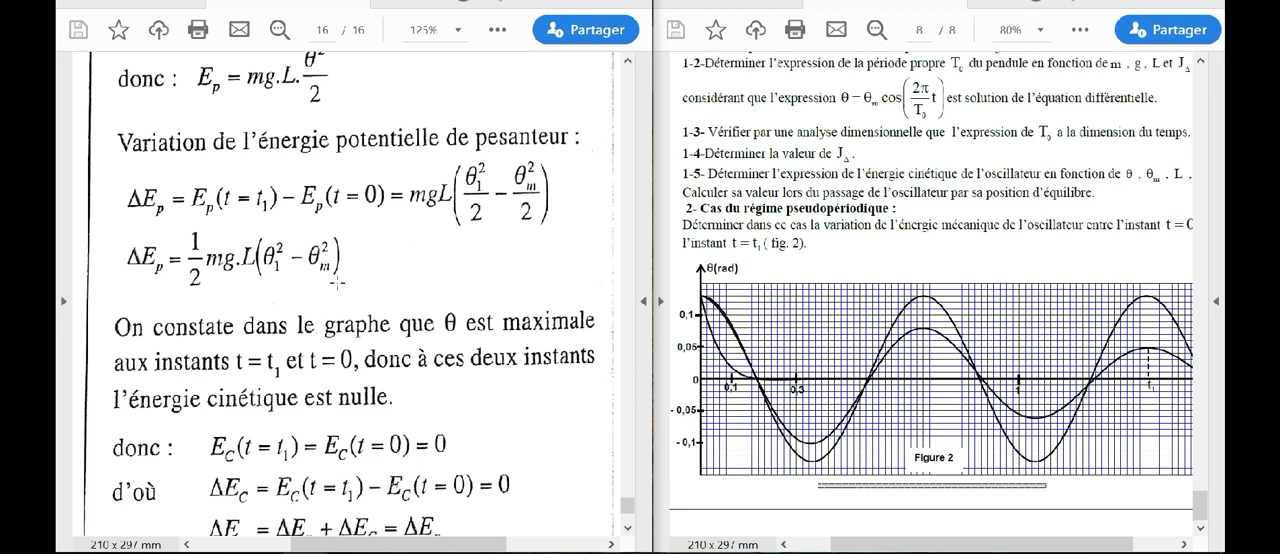 16 / 16
125%
Partager
donc : E_p = mg.L. θ²/2
Variation de l'énergie potentielle de pesanteur :
ΔE_p = E_p(t = t₁) − E_p(t = 0) = mgL(θ₁²/2 − θ_m²/2)
ΔE_p = 1/2 mg.L(θ₁² − θ_m²)
On constate dans le graphe que θ est maximale
aux instants t = t₁ et t = 0, donc à ces deux instants
l'énergie cinétique est nulle.
donc : E_C(t = t₁) = E_C(t = 0) = 0
d'où ΔE_C = E_C(t = t₁) − E_C(t = 0) = 0
210 x 297 mm
8 / 8
80%
Partager
1-2-Déterminer l'expression de la période propre T₀ du pendule en fonction de m , g , L et J_Δ
considérant que l'expression θ = θ_m cos(2π/T₀ t) est solution de l'équation différentielle.
1-3- Vérifier par une analyse dimensionnelle que l'expression de T₀ a la dimension du temps.
1-4-Déterminer la valeur de J_Δ.
1-5- Déterminer l'expression de l'énergie cinétique de l'oscillateur en fonction de θ , θ_m , L ,
Calculer sa valeur lors du passage de l'oscillateur par sa position d'équilibre.
2- Cas du régime pseudopériodique :
Déterminer dans ce cas la variation de l'énergie mécanique de l'oscillateur entre l'instant t = 0
l'instant t = t₁ ( fig. 2).
θ(rad)
0,1
0,05
0
0,1
0,3
1
t₁
- 0,05
- 0,1
Figure 2
210 x 297 mm